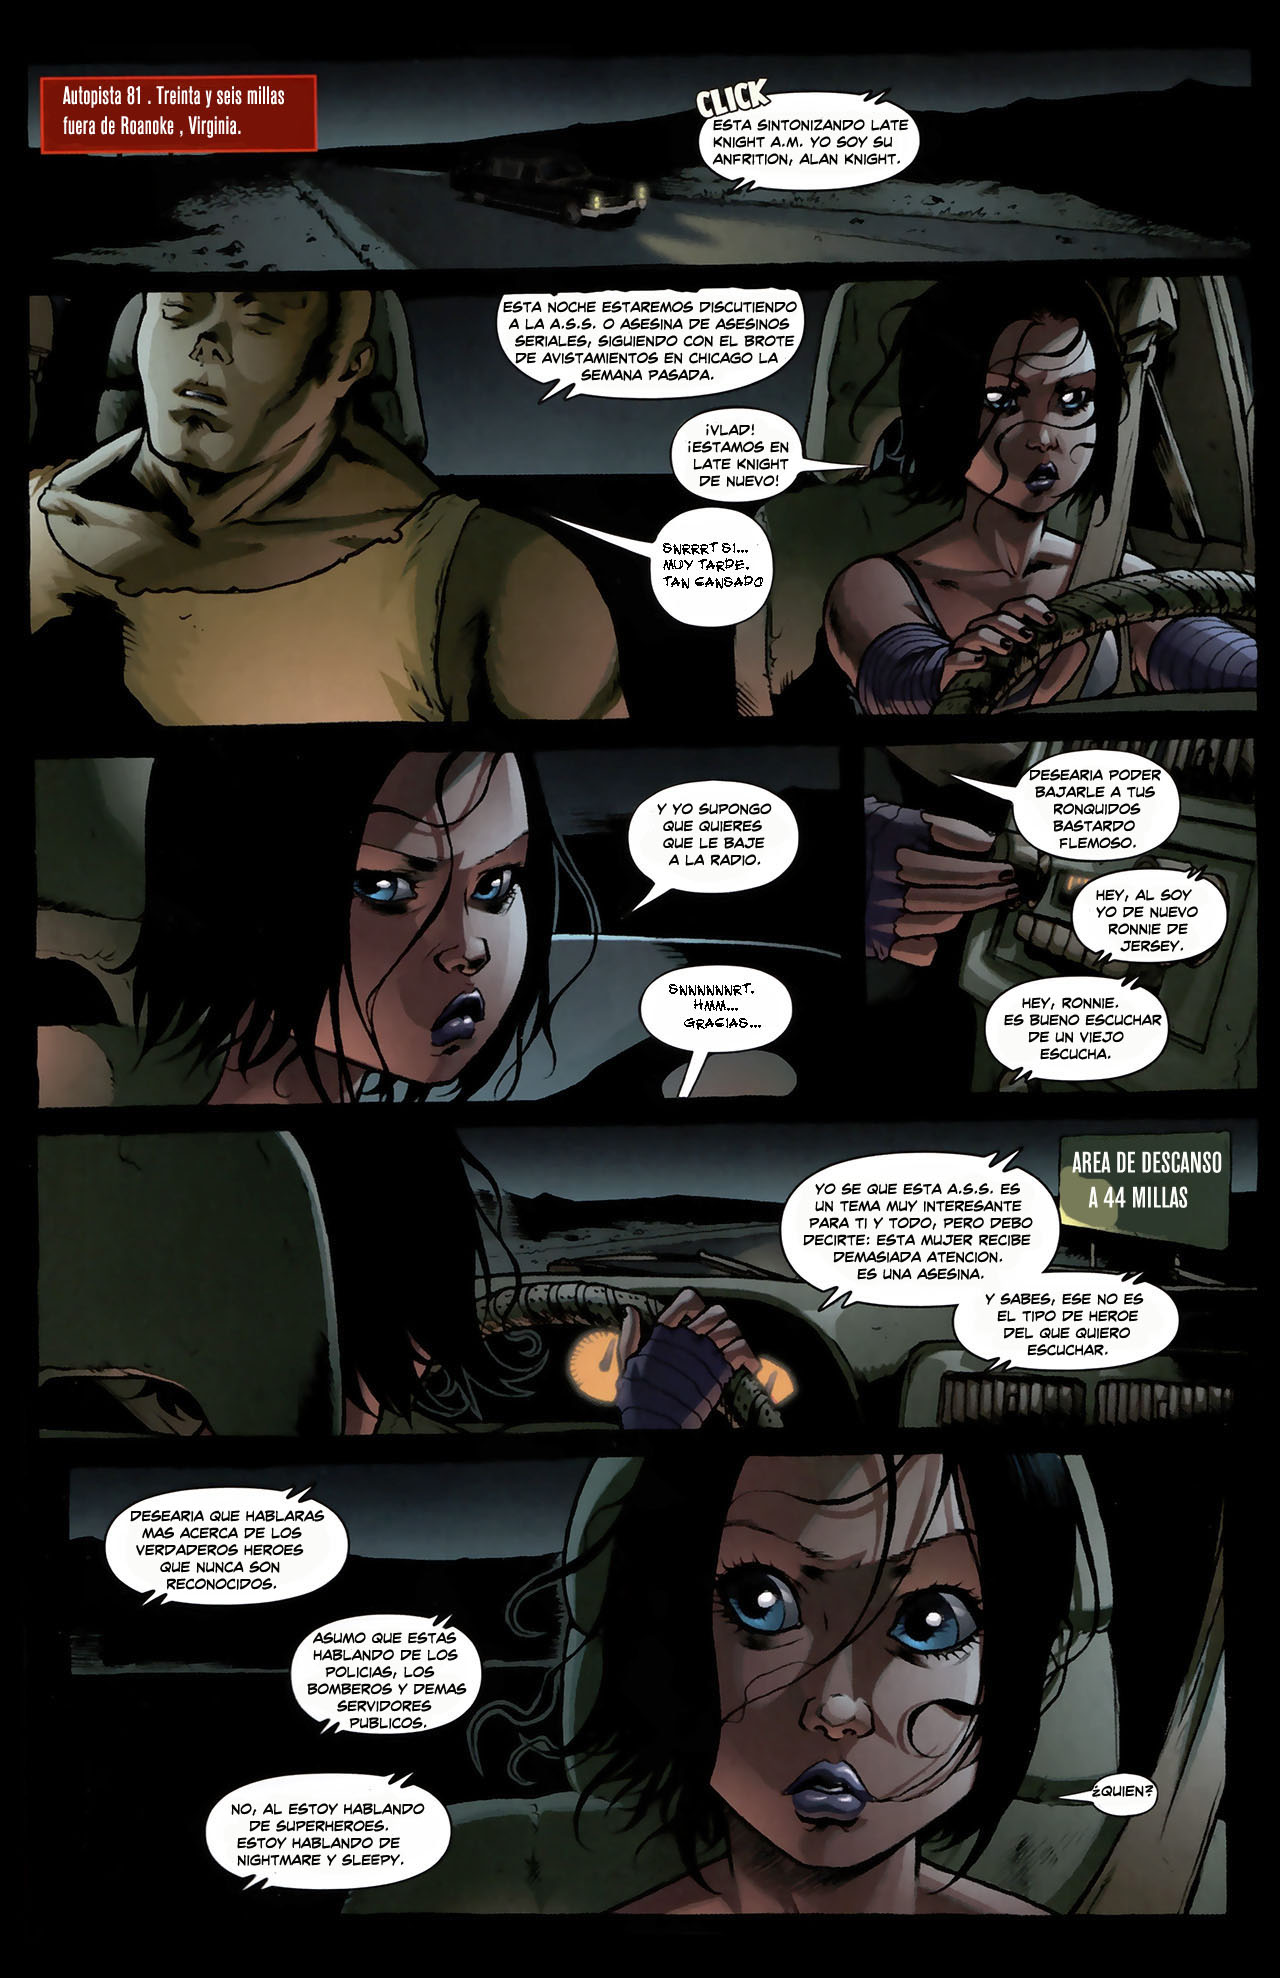 Autopista 81 . Treinta y seis millas
fuera de Roanoke , Virginia.
CLICK
ESTA SINTONIZANDO LATE
KNIGHT A.M. YO SOY SU
ANFRITION, ALAN KNIGHT.
ESTA NOCHE ESTAREMOS DISCUTIENDO
A LA A.S.S. O ASESINA DE ASESINOS
SERIALES, SIGUIENDO CON EL BROTE
DE AVISTAMIENTOS EN CHICAGO LA
SEMANA PASADA.
¡VLAD!
¡ESTAMOS EN
LATE KNIGHT
DE NUEVO!
SNRRRT SI...
MUY TARDE.
TAN CANSADO
Y YO SUPONGO
QUE QUIERES
QUE LE BAJE
A LA RADIO.
SNNNNNNRT.
HMM...
GRACIAS...
DESEARIA PODER
BAJARLE A TUS
RONQUIDOS
BASTARDO
FLEMOSO.
HEY, AL SOY
YO DE NUEVO
RONNIE DE
JERSEY.
HEY, RONNIE.
ES BUENO ESCUCHAR
DE UN VIEJO
ESCUCHA.
AREA DE DESCANSO
A 44 MILLAS
YO SE QUE ESTA A.S.S. ES
UN TEMA MUY INTERESANTE
PARA TI Y TODO, PERO DEBO
DECIRTE: ESTA MUJER RECIBE
DEMASIADA ATENCION.
ES UNA ASESINA.
Y SABES, ESE NO ES
EL TIPO DE HEROE
DEL QUE QUIERO
ESCUCHAR.
DESEARIA QUE HABLARAS
MAS ACERCA DE LOS
VERDADEROS HEROES
QUE NUNCA SON
RECONOCIDOS.
ASUMO QUE ESTAS
HABLANDO DE LOS
POLICIAS, LOS
BOMBEROS Y DEMAS
SERVIDORES
PUBLICOS.
NO, AL ESTOY HABLANDO
DE SUPERHEROES.
ESTOY HABLANDO DE
NIGHTMARE Y SLEEPY.
¿QUIEN?